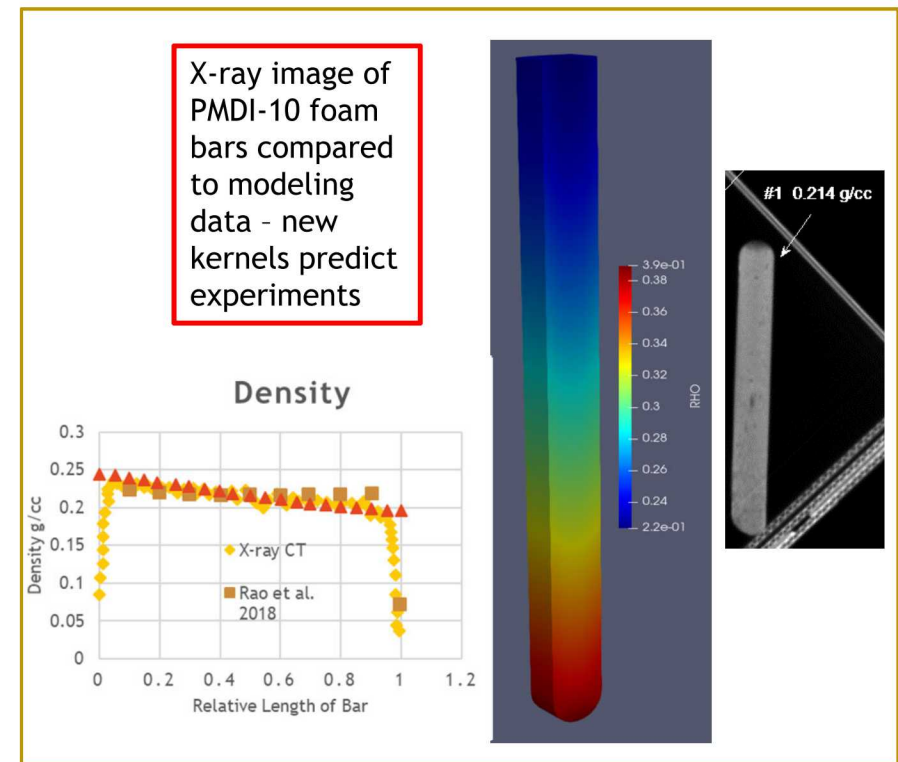 X-ray image of
PMDI-10 foam
bars compared
to modeling
data – new
kernels predict
experiments
Density
0.3
0.25
0.2
0.15
0.1
0.05
0
Density g/cc
X-ray CT
Rao et al.
2018
0 0.2 0.4 0.6 0.8 1 1.2
Relative Length of Bar
3.9e-01
0.38
0.36
0.34
0.32
0.3
0.28
0.26
0.24
2.2e-01
RHO
#1 0.214 g/cc